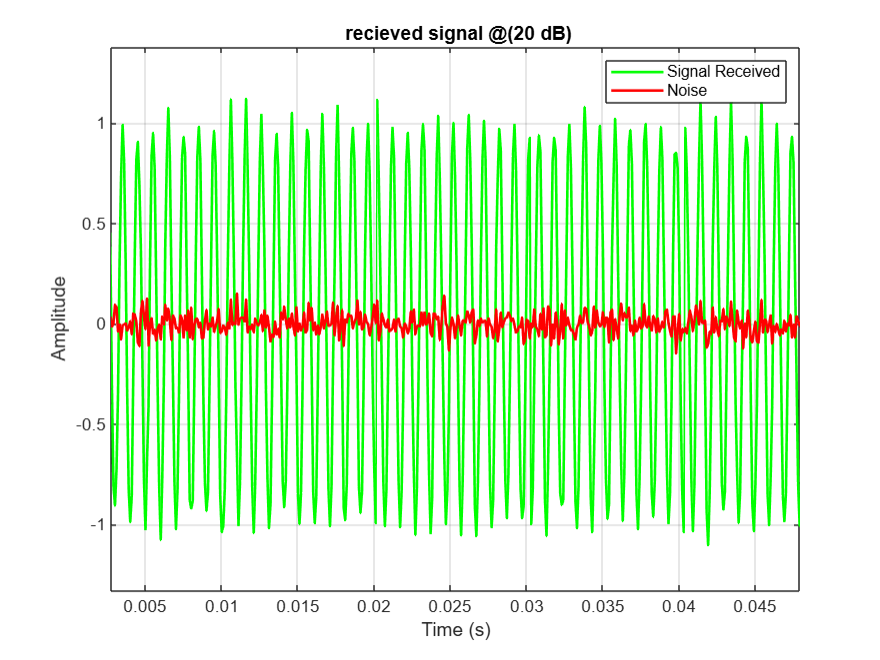 recieved signal @(20 dB)
Signal Received
Noise
1
0.5
0
-0.5
-1
Amplitude
0.005 0.01 0.015 0.02 0.025 0.03 0.035 0.04 0.045
Time (s)